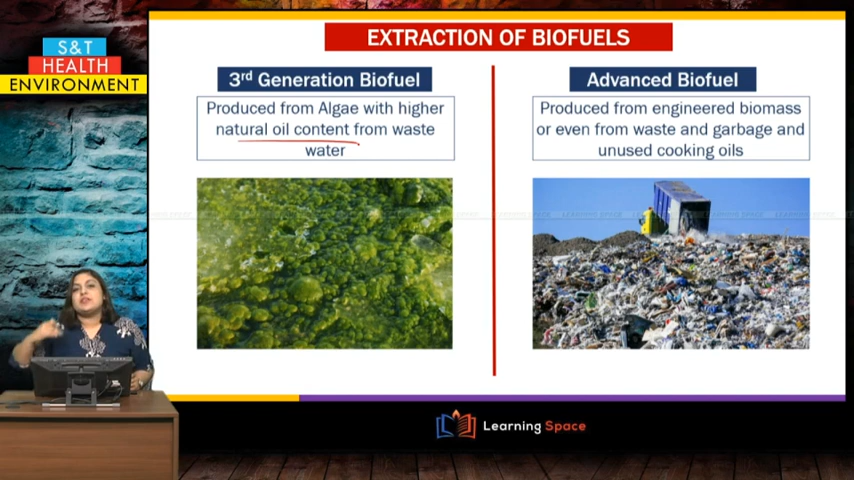 S&T
HEALTH
ENVIRONMENT
EXTRACTION OF BIOFUELS
3rd Generation Biofuel
Produced from Algae with higher
natural oil content from waste
water
Advanced Biofuel
Produced from engineered biomass
or even from waste and garbage and
unused cooking oils
Learning Space